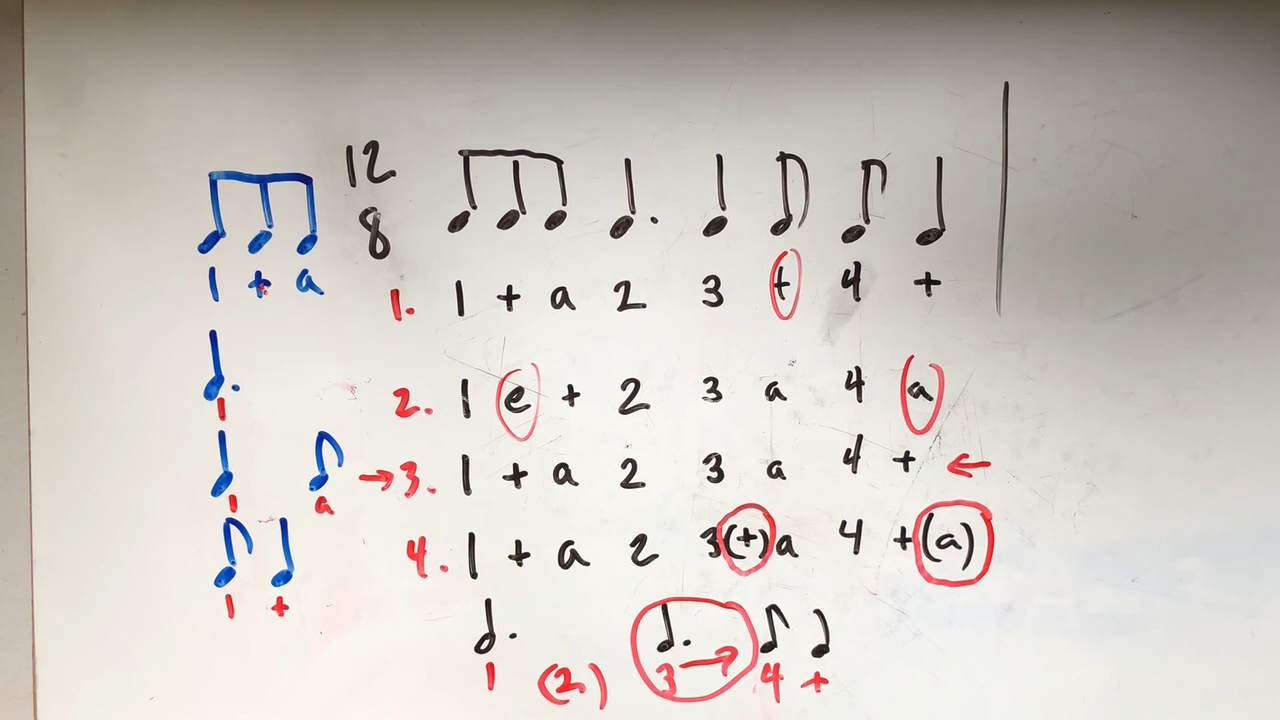 12
8
1 + a
1. 1 + a 2 3 + 4 +
2. 1 e + 2 3 a 4 a
1
→3. 1 + a 2 3 a 4 + ←
1 a
4. 1 + a 2 3(+)a 4 +(a)
1 +
1 (2) 3→ 4 +